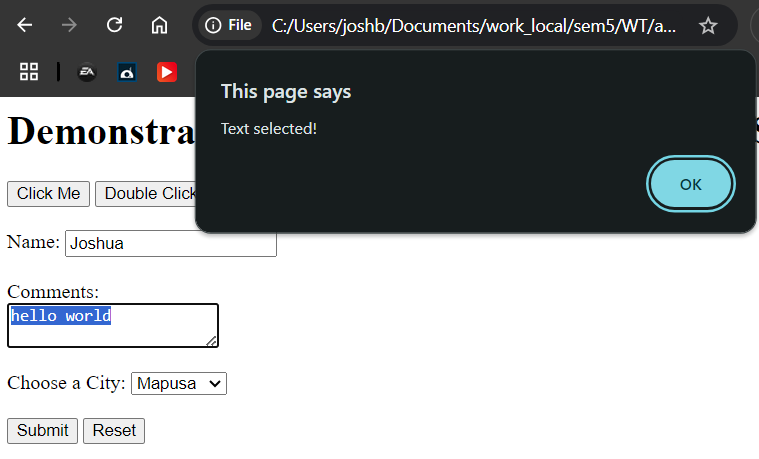 File C:/Users/joshb/Documents/work_local/sem5/WT/a...
EA
This page says
Text selected!
OK
Demonstra
Click Me Double Click
Name: Joshua
Comments:
hello world
Choose a City: Mapusa
Submit Reset